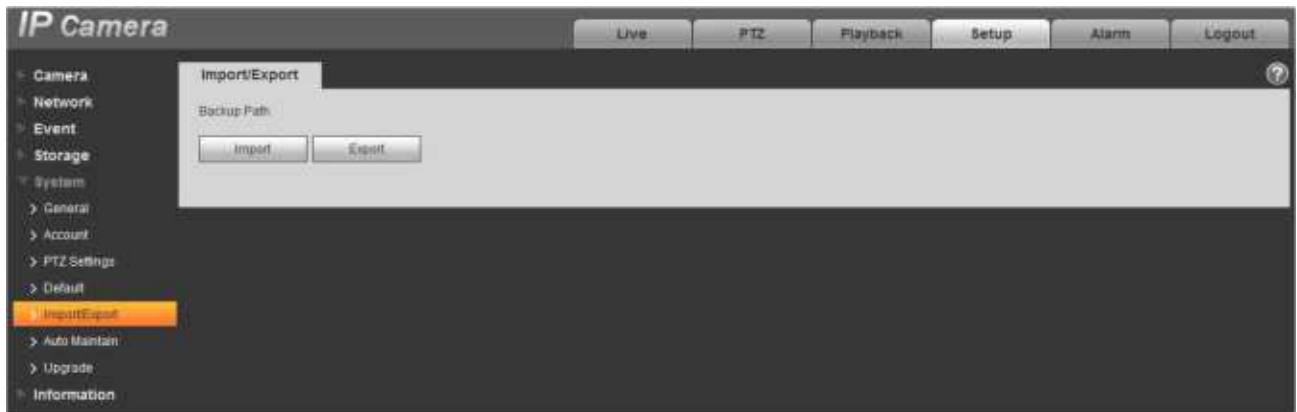 IP Camera
Live PTZ Playback Setup Alarm Logout
Camera
Network
Event
Storage
System
General
Account
PTZ Settings
Default
Import/Export
Auto Maintain
Upgrade
Information
Import/Export
?
Backup Path
Import Export